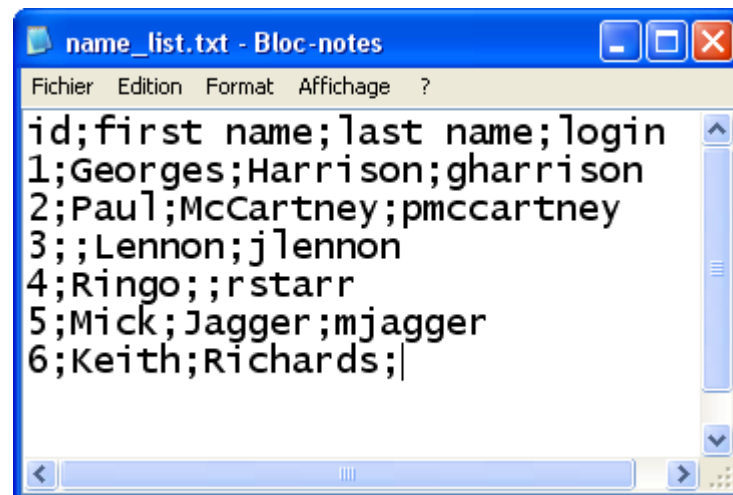 name_list.txt - Bloc-notes
Fichier Edition Format Affichage ?
id;first name;last name;login
1;Georges;Harrison;gharrison
2;Paul;McCartney;pmccartney
3;;Lennon;jlennon
4;Ringo;;rstarr
5;Mick;Jagger;mjagger
6;Keith;Richards;